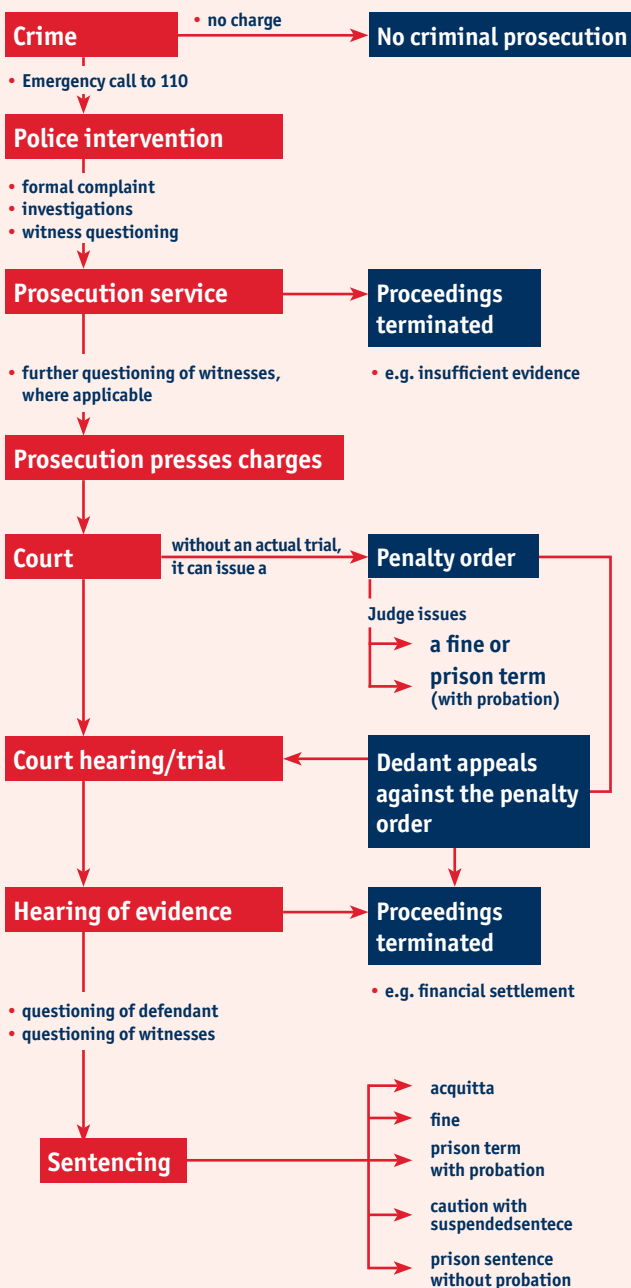 Crime
• no charge
No criminal prosecution
• Emergency call to 110
Police intervention
• formal complaint
• investigations
• witness questioning
Prosecution service
Proceedings
terminated
• further questioning of witnesses,
where applicable
• e.g. insufficient evidence
Prosecution presses charges
Court
without an actual trial,
it can issue a
Penalty order
Judge issues
a fine or
prison term
(with probation)
Court hearing/trial
Dedant appeals
against the penalty
order
Hearing of evidence
Proceedings
terminated
• e.g. financial settlement
• questioning of defendant
• questioning of witnesses
Sentencing
acquitta
fine
prison term
with probation
caution with
suspendedsentece
prison sentence
without probation